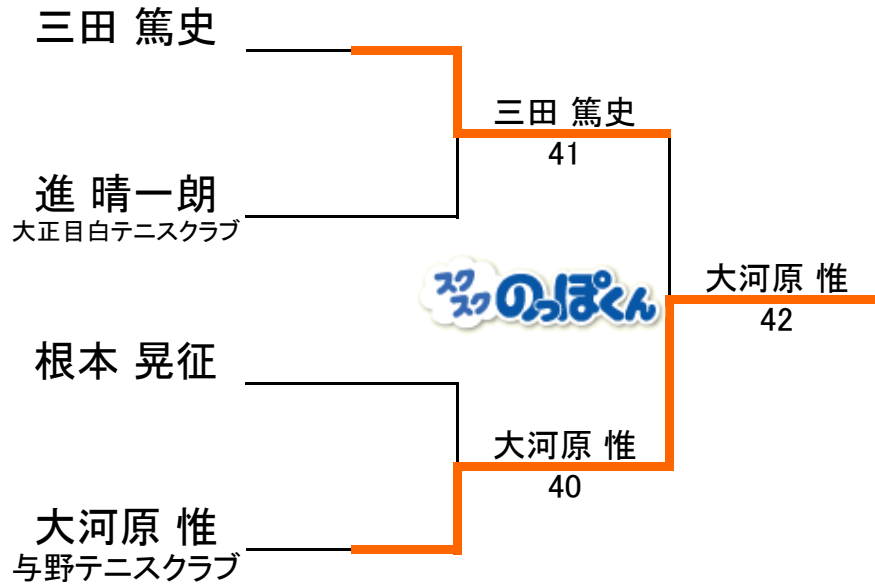 三田 篤史
三田 篤史
41
進 晴一朗
大正目白テニスクラブ
スクスク のっぽくん
大河原 惟
42
根本 晃征
大河原 惟
40
大河原 惟
与野テニスクラブ